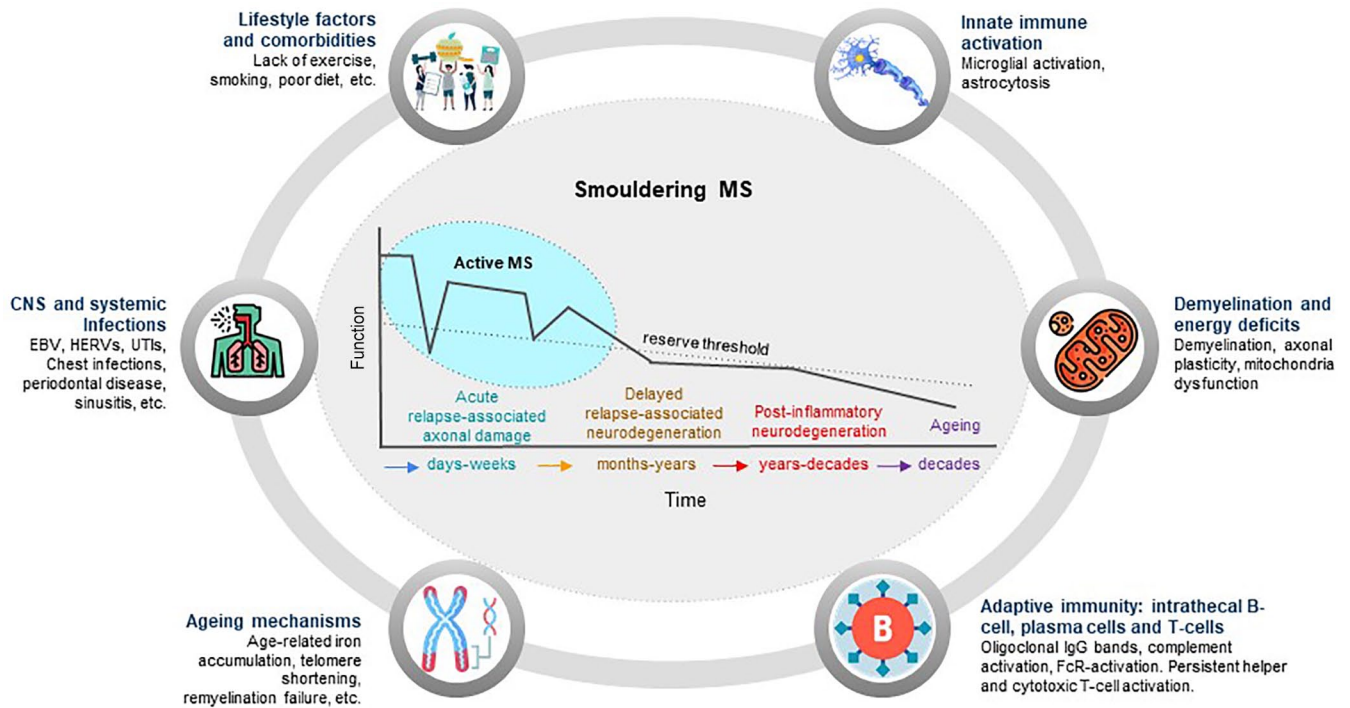 Lifestyle factors
and comorbidities
Lack of exercise,
smoking, poor diet, etc.
Innate immune
activation
Microglial activation,
astrocytosis
Smouldering MS
Active MS
Function
reserve threshold
Acute
relapse-associated
axonal damage
Delayed
relapse-associated
neurodegeneration
Post-inflammatory
neurodegeneration
Ageing
days-weeks
months-years
years-decades
decades
Time
CNS and systemic
Infections
EBV, HERVs, UTIs,
Chest infections,
periodontal disease,
sinusitis, etc.
Demyelination and
energy deficits
Demyelination, axonal
plasticity, mitochondria
dysfunction
Ageing mechanisms
Age-related iron
accumulation, telomere
shortening,
remyelination failure, etc.
B
Adaptive immunity: intrathecal B-
cell, plasma cells and T-cells
Oligoclonal IgG bands, complement
activation, FcR-activation. Persistent helper
and cytotoxic T-cell activation.